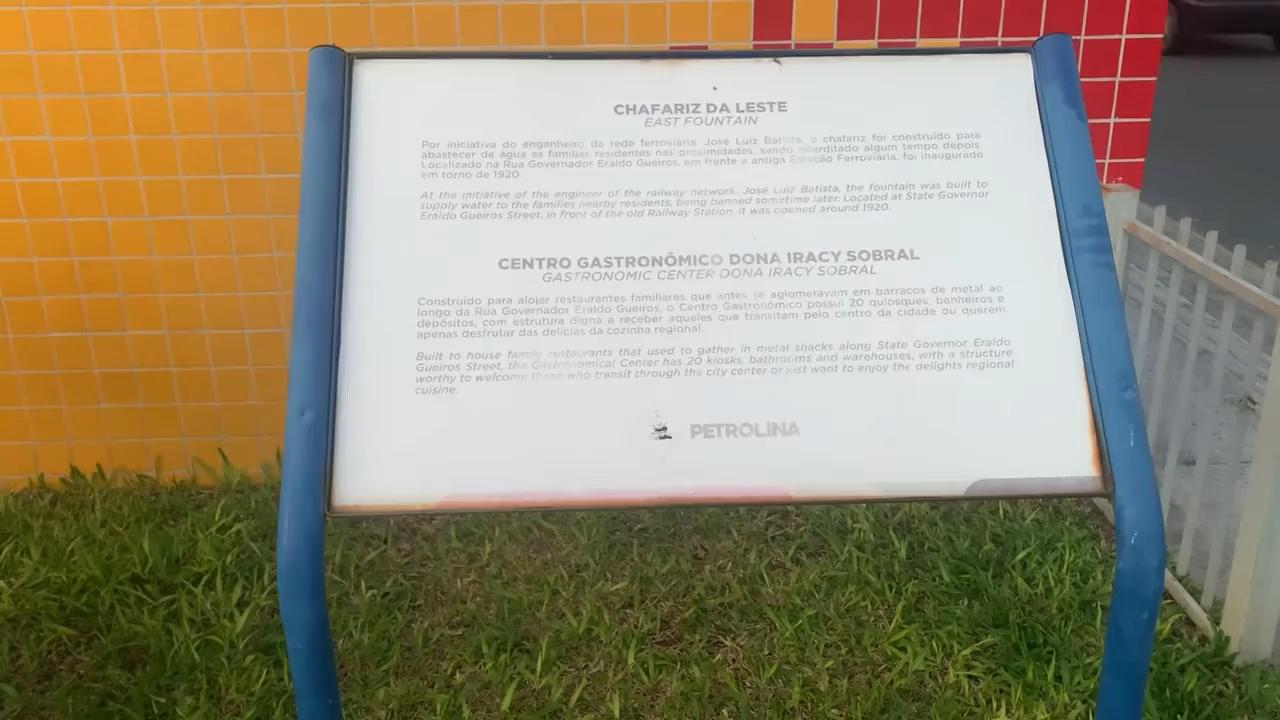 CHAFARIZ DA LESTE
EAST FOUNTAIN
Por iniciativa do engenheiro da rede ferroviária, José Luiz Batista, o chafariz foi construído para
abastecer de água as famílias residentes nas proximidades, sendo interditado algum tempo depois.
Localizado na Rua Governador Eraldo Gueiros, em frente a antiga Estação Ferroviária, foi inaugurado
em torno de 1920.
At the initiative of the engineer of the railway network, José Luiz Batista, the fountain was built to
supply water to the families nearby residents, being banned sometime later. Located at State Governor
Eraldo Gueiros Street, in front of the old Railway Station, it was opened around 1920.
CENTRO GASTRONÔMICO DONA IRACY SOBRAL
GASTRONOMIC CENTER DONA IRACY SOBRAL
Construído para alojar restaurantes familiares que antes se aglomeravam em barracos de metal ao
longo da Rua Governador Eraldo Gueiros, o Centro Gastronômico possui 20 quiosques, banheiros e
depósitos, com estrutura digna a receber aqueles que transitam pelo centro da cidade ou querem
apenas desfrutar das delícias da cozinha regional.
Built to house family restaurants that used to gather in metal shacks along State Governor Eraldo
Gueiros Street, the Gastronomical Center has 20 kiosks, bathrooms and warehouses, with a structure
worthy to welcome those who transit through the city center or just want to enjoy the delights regional
cuisine.
PETROLINA